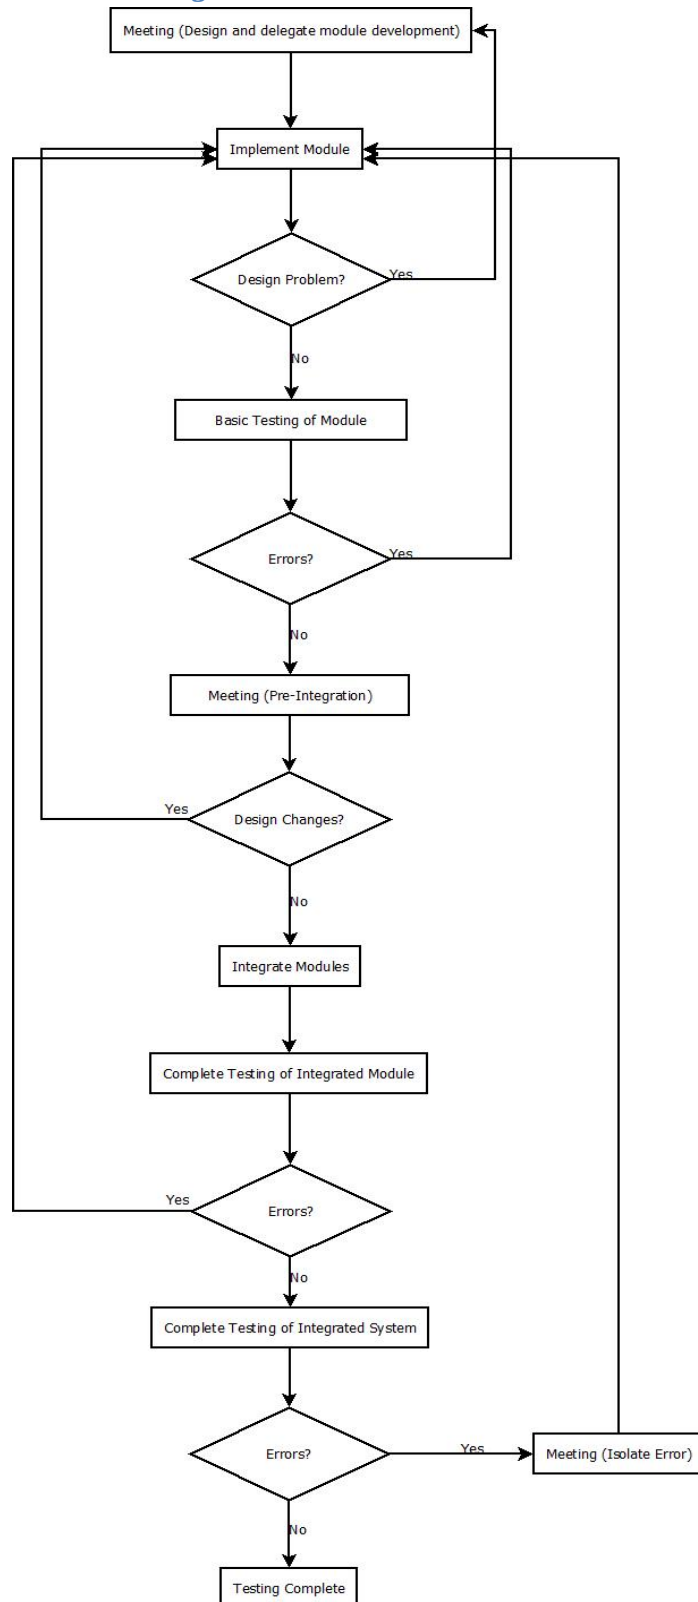 Meeting (Design and delegate module development)
Implement Module
Design Problem?
Yes
No
Basic Testing of Module
Errors?
Yes
No
Meeting (Pre-Integration)
Yes
Design Changes?
No
Integrate Modules
Complete Testing of Integrated Module
Yes
Errors?
No
Complete Testing of Integrated System
Errors?
Yes
Meeting (Isolate Error)
No
Testing Complete